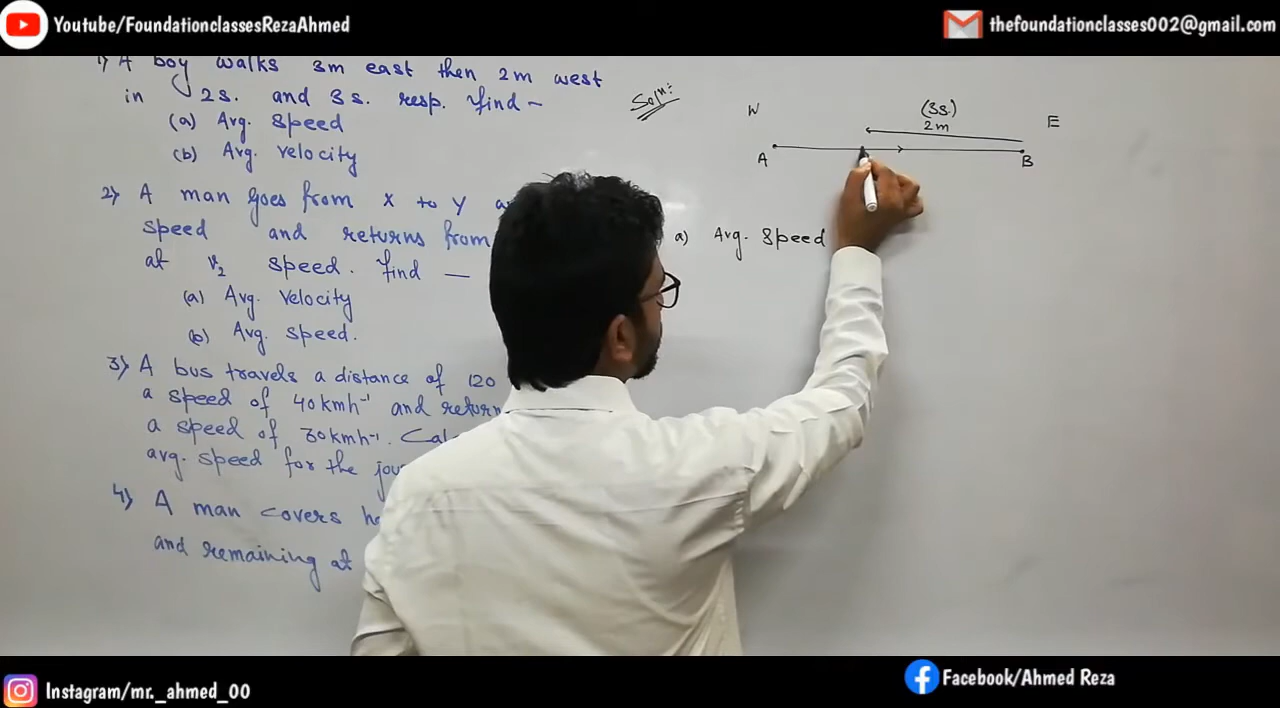 Youtube/FoundationclassesRezaAhmed
thefoundationclasses002@gmail.com
1) A boy walks 3m east then 2m west
in 2s. and 3s. resp. find -
(a) Avg. Speed
(b) Avg. velocity
2) A man goes from X to Y
speed and returns from
at v2 speed. find —
(a) Avg. Velocity
(b) Avg. Speed.
3) A bus travels a distance of 120
a speed of 40kmh-1 and return
a speed of 30kmh-1.
avg. speed for the
4) A man covers
and remaining at
Soln:
W
(3s.)
2m
E
A
B
a) Avg. Speed
Instagram/mr._ahmed_00
Facebook/Ahmed Reza